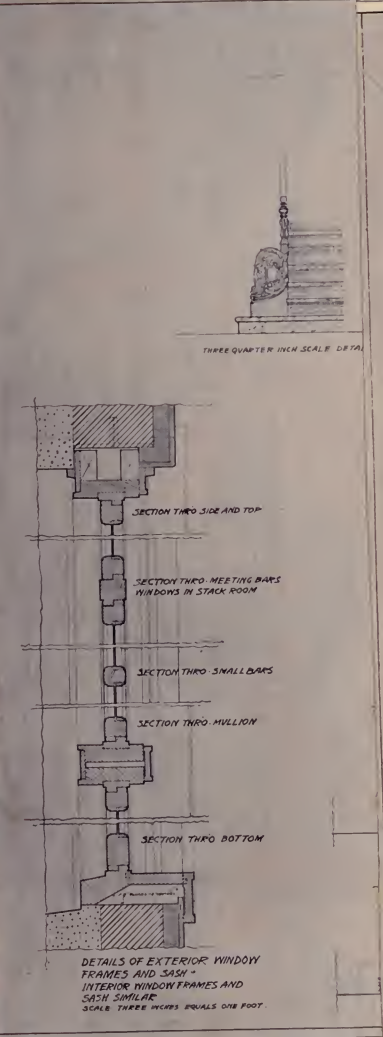 THREE QUARTER INCH SCALE DETA
SECTION THRO SIDE AND TOP
SECTION THRO. MEETING BARS
WINDOWS IN STACK ROOM
SECTION THRO. SMALL BARS
SECTION THRO. MULLION
SECTION THRO BOTTOM
DETAILS OF EXTERIOR WINDOW
FRAMES AND SASH -
INTERIOR WINDOW FRAMES AND
SASH SIMILAR
SCALE THREE INCHES EQUALS ONE FOOT.